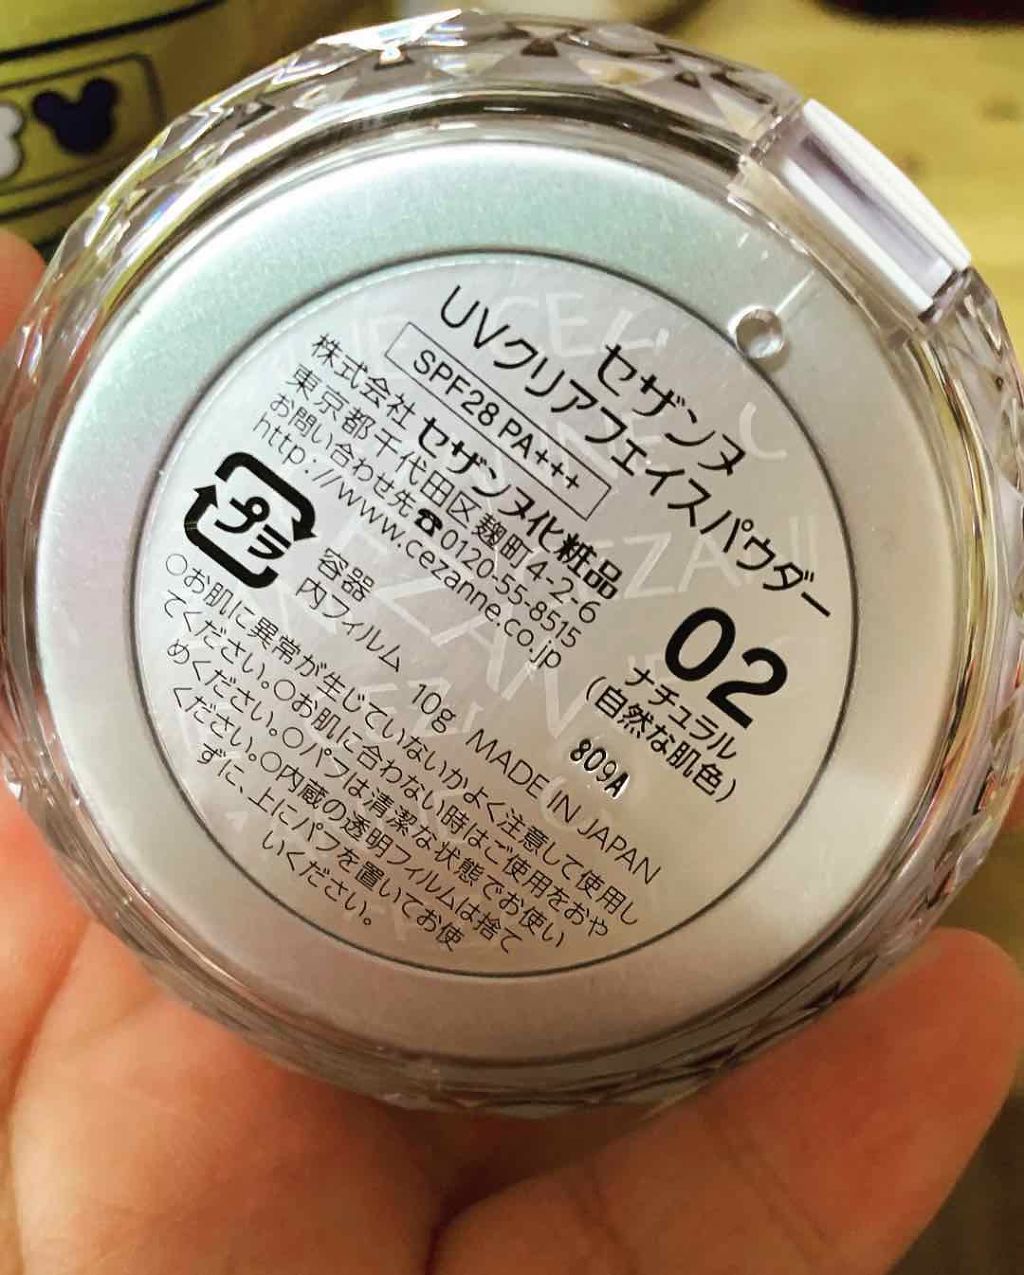 セザンヌ
UVクリアフェイスパウダー
SPF28 PA+++
02
ナチュラル
(自然な肌色)
株式会社 セザンヌ化粧品
東京都千代田区麹町4-2-6
お問い合わせ先☎0120-55-8515
http://www.cezanne.co.jp
プラ
容器
内フィルム
10g MADE IN JAPAN
809A
○お肌に異常が生じていないかよく注意して使用し
てください。○お肌に合わない時はご使用をおや
めください。○パフは清潔な状態でお使い
ください。○内蔵の透明フィルムは捨て
ずに、上にパフを置いてお使
いください。